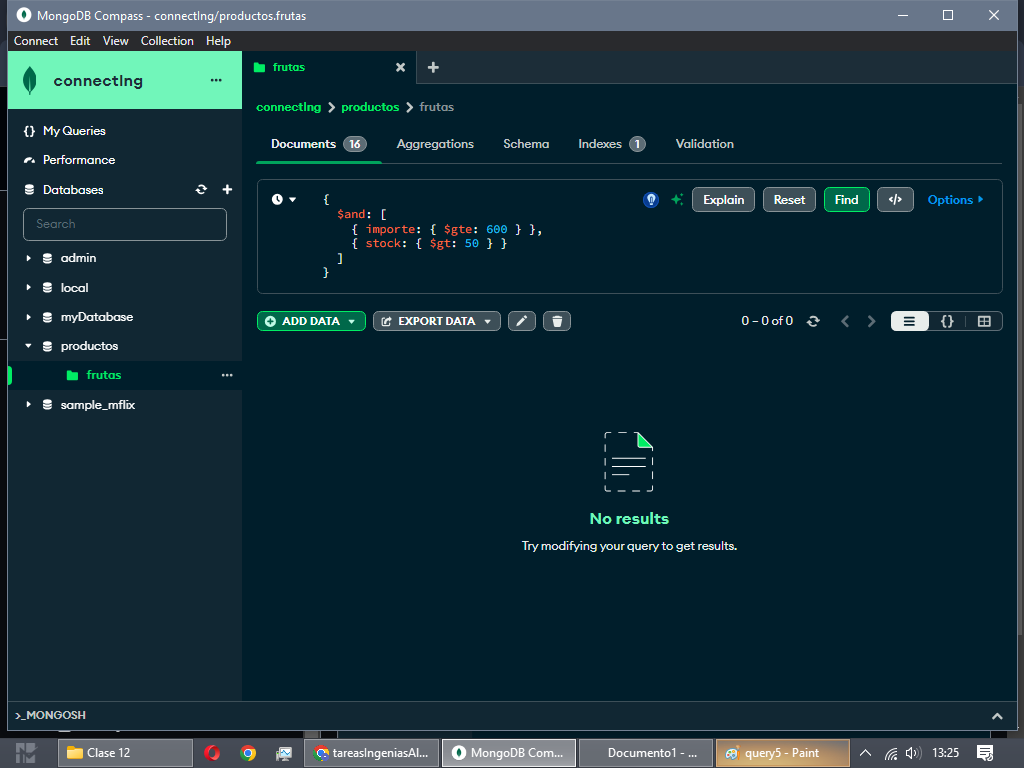 MongoDB Compass - connectIng/productos.frutas
Connect Edit View Collection Help
connectIng ...
{} My Queries
Performance
Databases
Search
admin
local
myDatabase
productos
frutas ...
sample_mflix
frutas
connectIng > productos > frutas
Documents 16 Aggregations Schema Indexes 1 Validation
{
$and: [
{ importe: { $gte: 600 } },
{ stock: { $gt: 50 } }
]
}
Explain Reset Find </> Options
ADD DATA EXPORT DATA 0 – 0 of 0 {}
No results
Try modifying your query to get results.
>_MONGOSH
Clase 12 tareasIngeniasAI... MongoDB Com... Documento1 - ... query5 - Paint 13:25